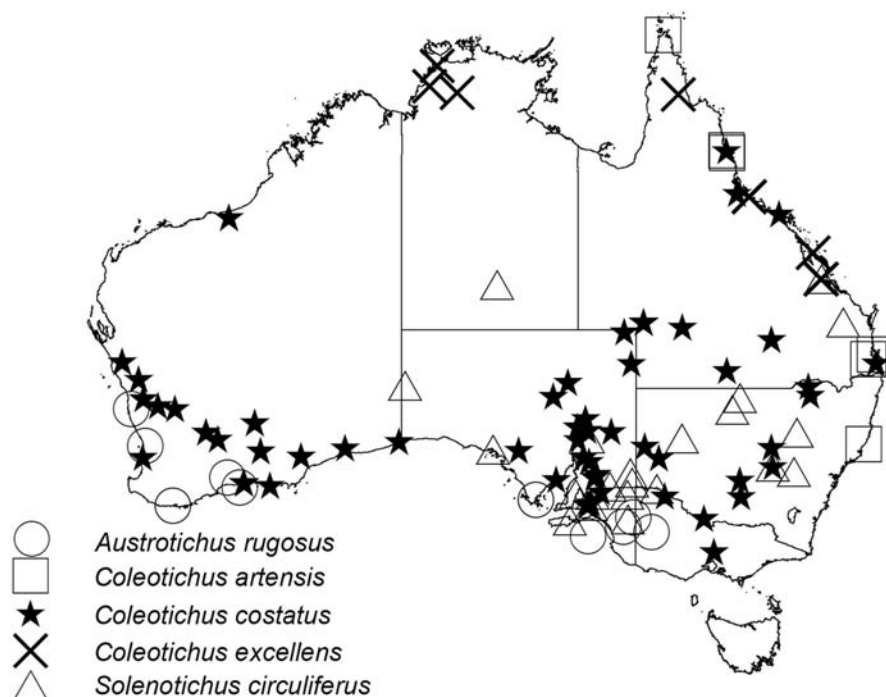 Austrotichus rugosus
Coleotichus artensis
Coleotichus costatus
Coleotichus excellens
Solenotichus circuliferus